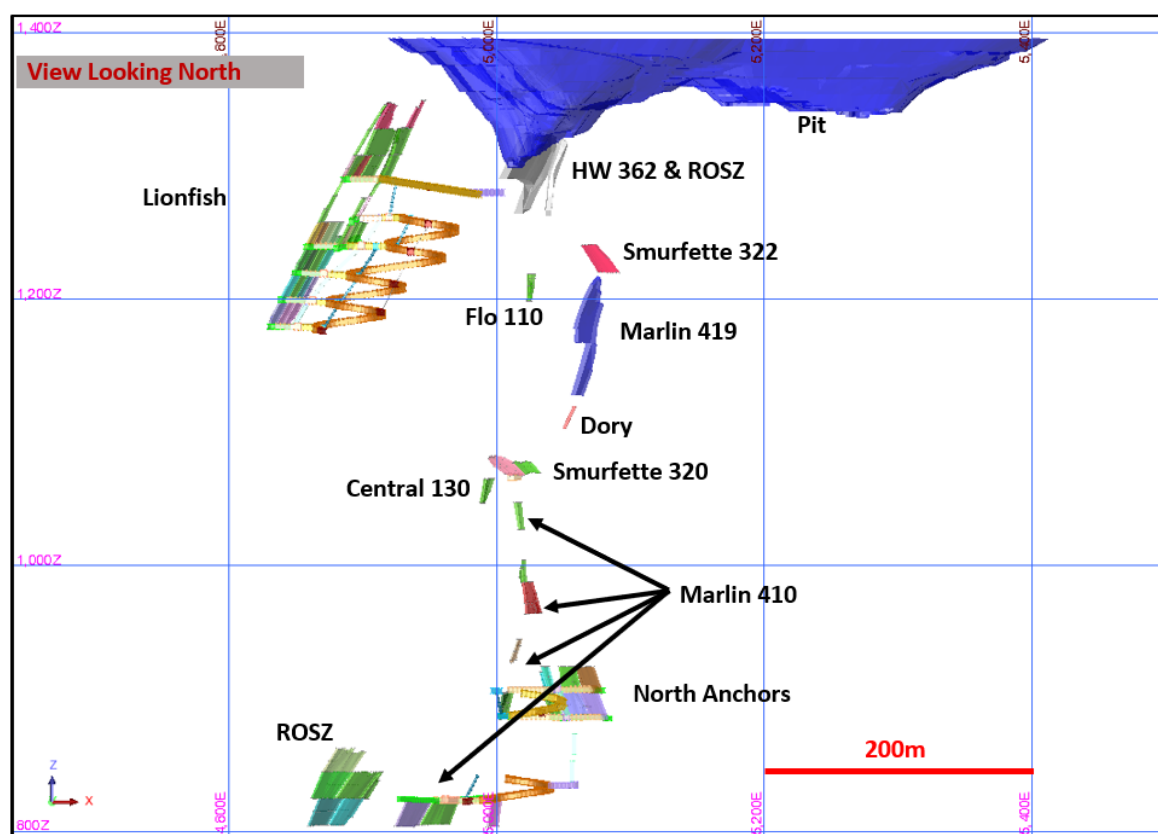 1,400Z
4,800E
5,000E
5,200E
5,400E
View Looking North
Pit
HW 362 & ROSZ
Lionfish
Smurfette 322
1,200Z
Flo 110
Marlin 419
Dory
Smurfette 320
Central 130
1,000Z
Marlin 410
North Anchors
ROSZ
200m
Z
X
800Z
4,800E
5,000E
5,200E
5,400E